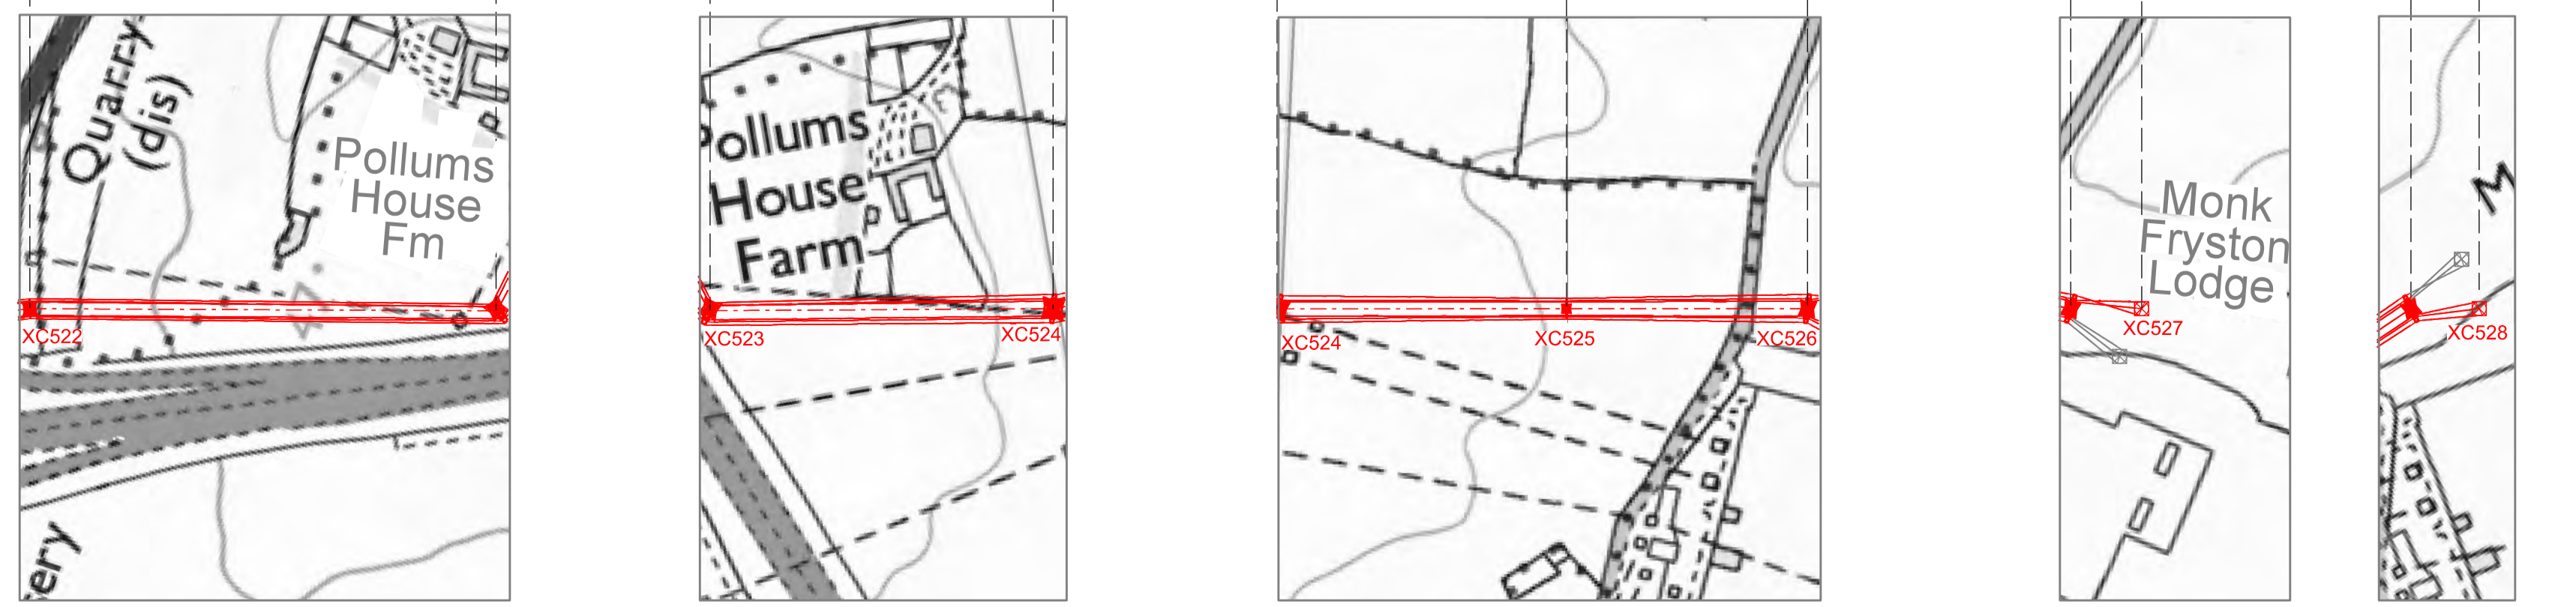 Quarry
(dis)
Pollums
House
Fm
XC522
ery
Pollums
House
Farm
XC523
XC524
XC524
XC525
XC526
Monk
Fryston
Lodge
XC527
M
XC528